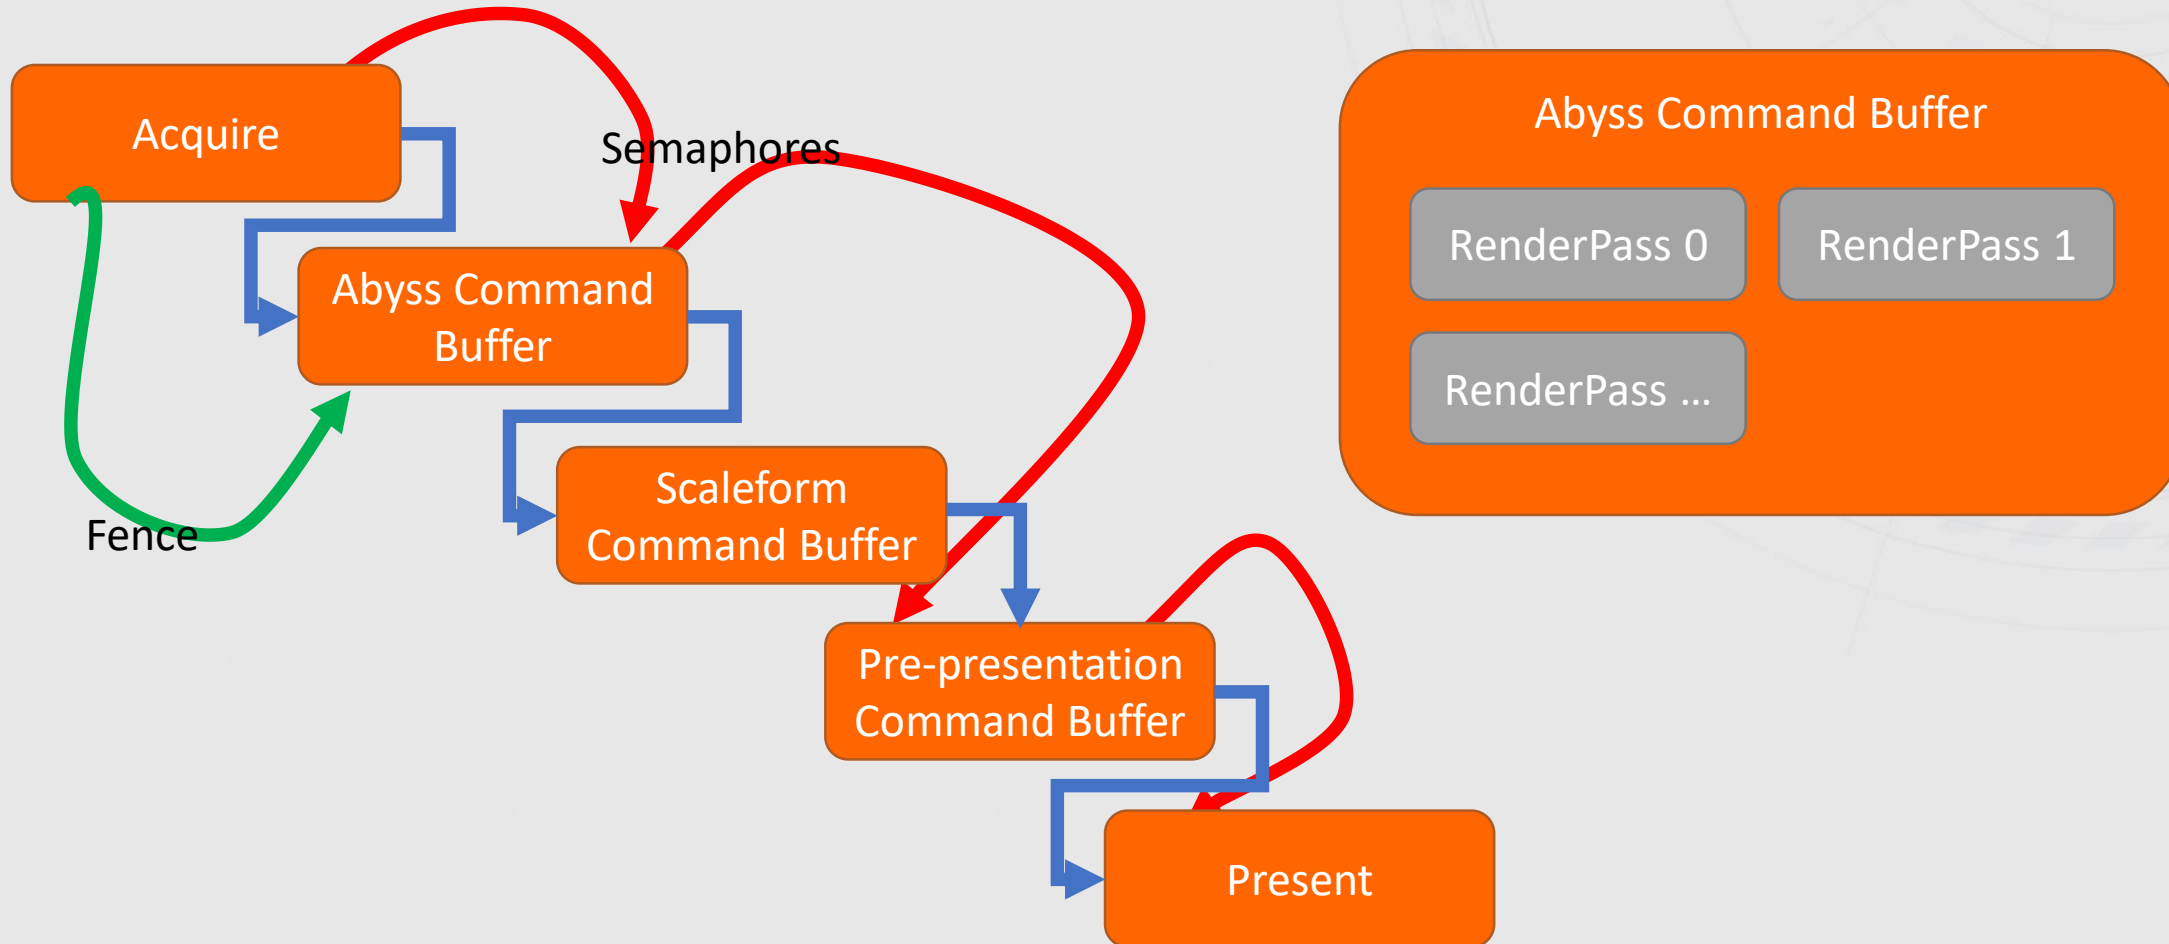 Acquire
Semaphores
Abyss Command
Buffer
Fence
Scaleform
Command Buffer
Pre-presentation
Command Buffer
Present
Abyss Command Buffer
RenderPass 0
RenderPass 1
RenderPass ...